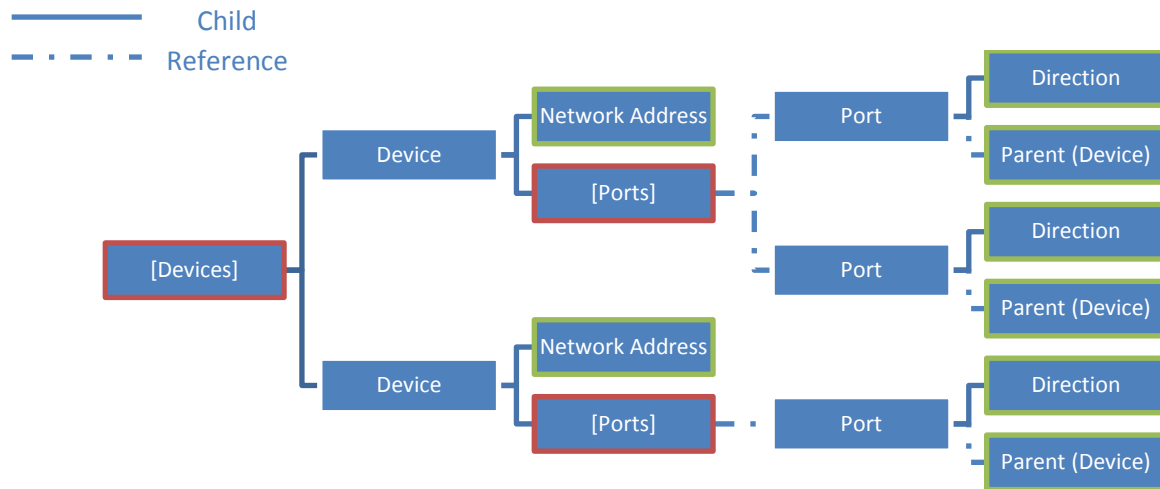 Child
Reference
[Devices]
Device
Network Address
[Ports]
Port
Direction
Parent (Device)
Port
Direction
Parent (Device)
Device
Network Address
[Ports]
Port
Direction
Parent (Device)